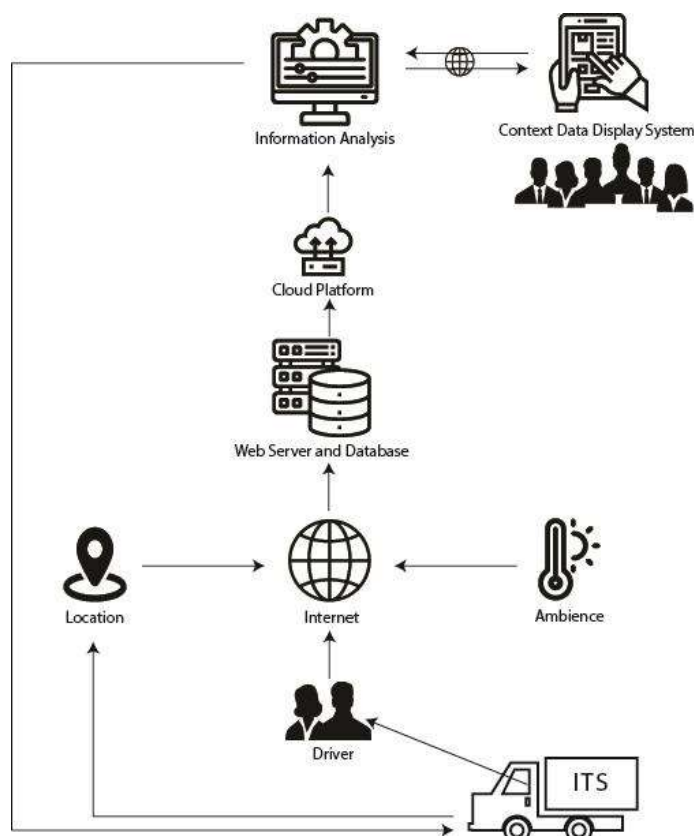 Information Analysis
Context Data Display System
Cloud Platform
Web Server and Database
Location
Internet
Ambience
Driver
ITS